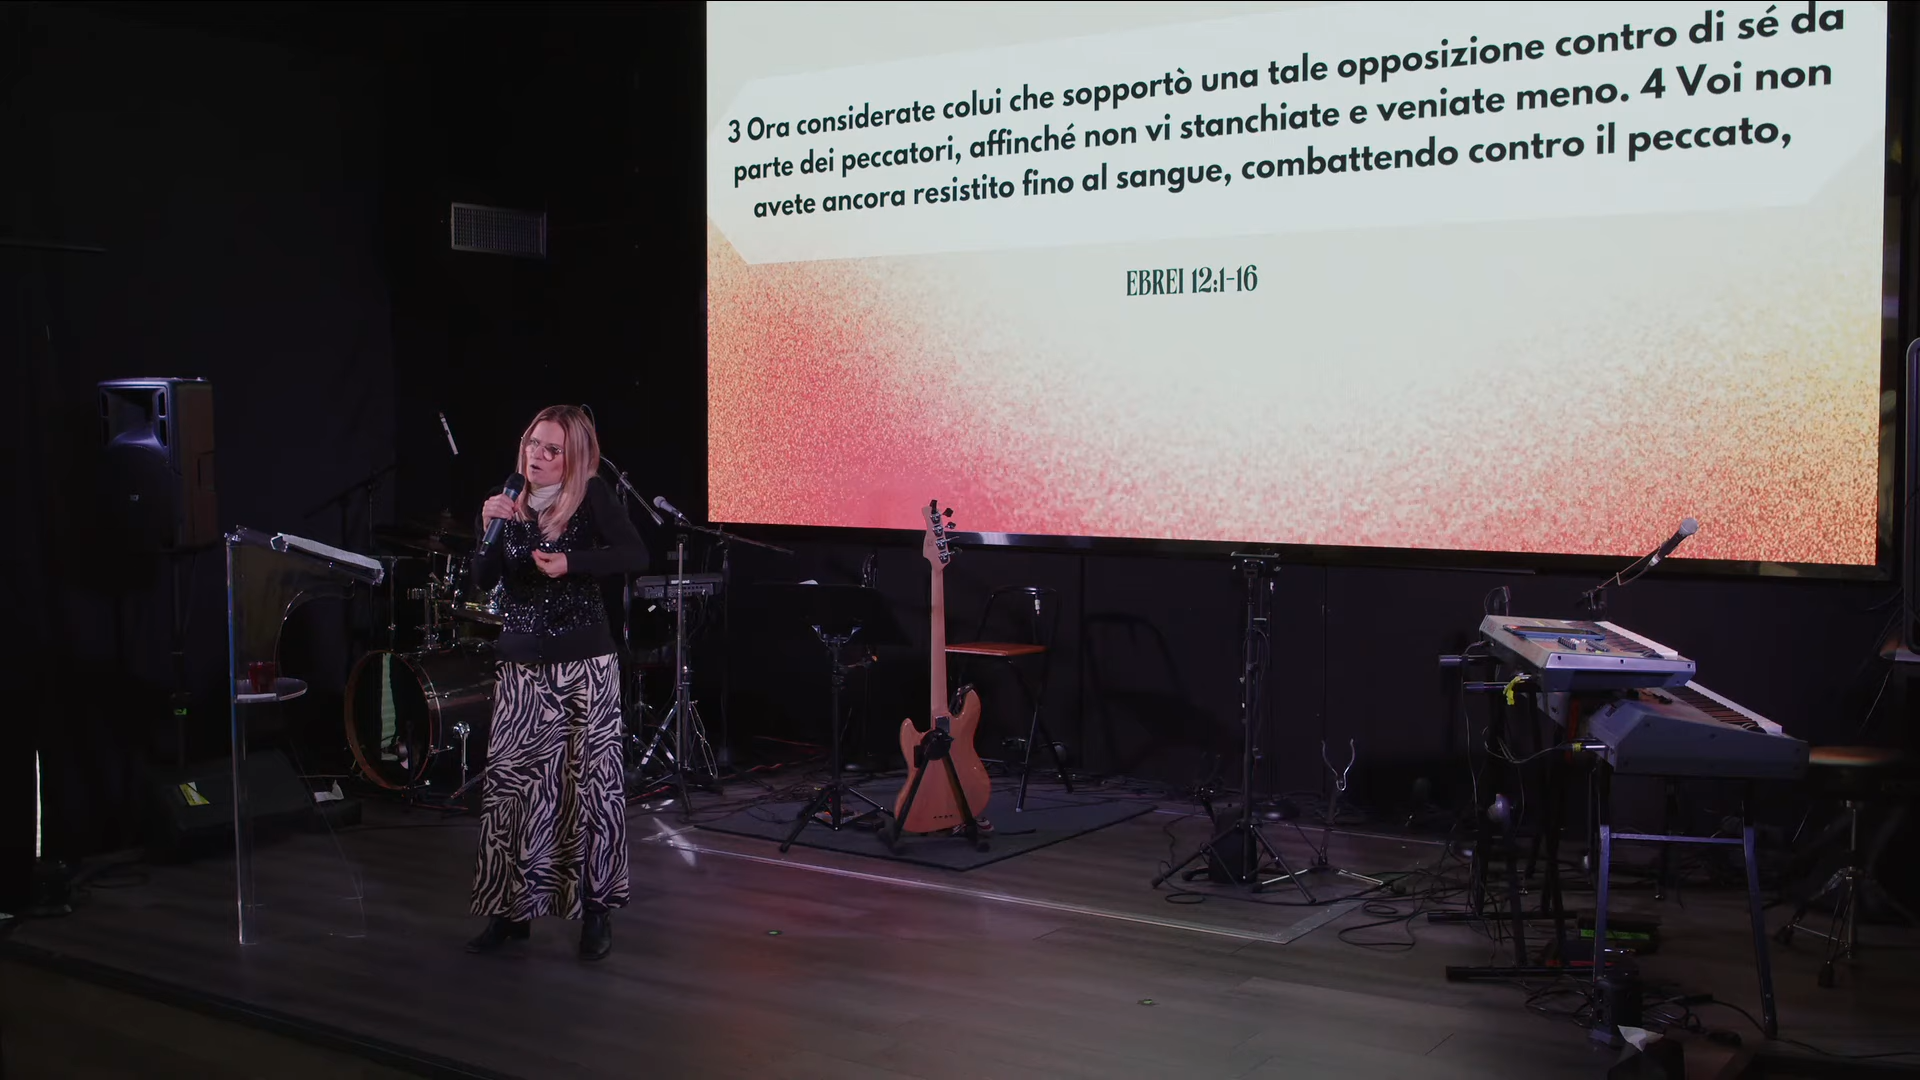 3 Ora considerate colui che sopportò una tale opposizione contro di sé da
parte dei peccatori, affinché non vi stanchiate e veniate meno. 4 Voi non
avete ancora resistito fino al sangue, combattendo contro il peccato,
EBREI 12:1-16